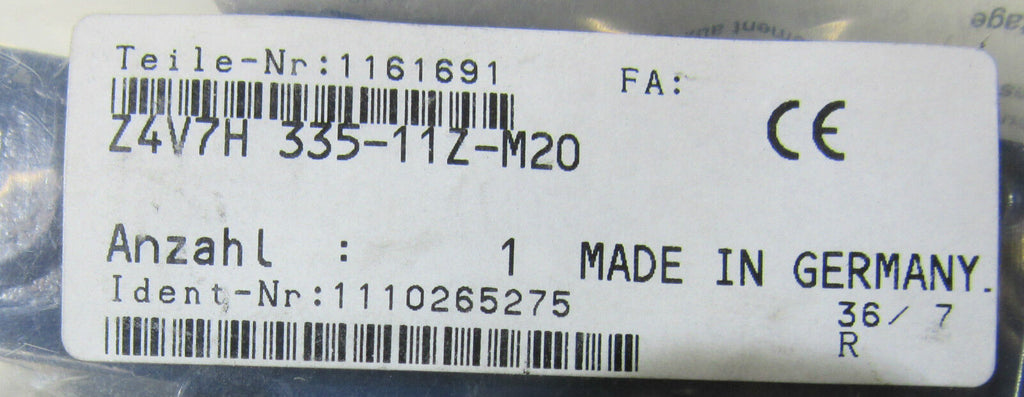 Teile-Nr:1161691
FA:
CE
Z4V7H 335-11Z-M20
Anzahl : 1 MADE IN GERMANY.
Ident-Nr:1110265275
36/ 7
R